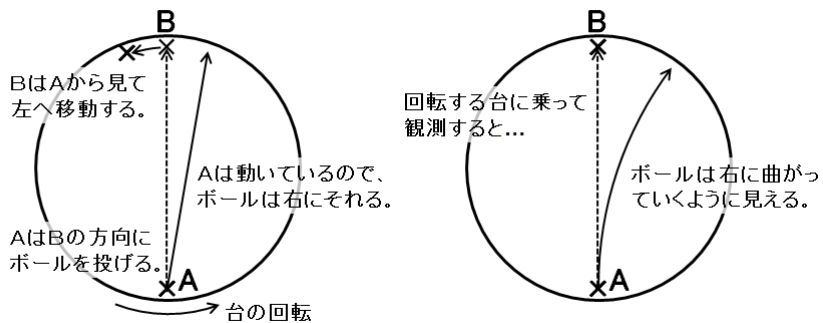 B
BはAから見て
左へ移動する。
Aは動いているので、
ボールは右にそれる。
AはBの方向に
ボールを投げる。
A
台の回転
B
回転する台に乗って
観測すると…
ボールは右に曲がっ
ていくように見える。
A